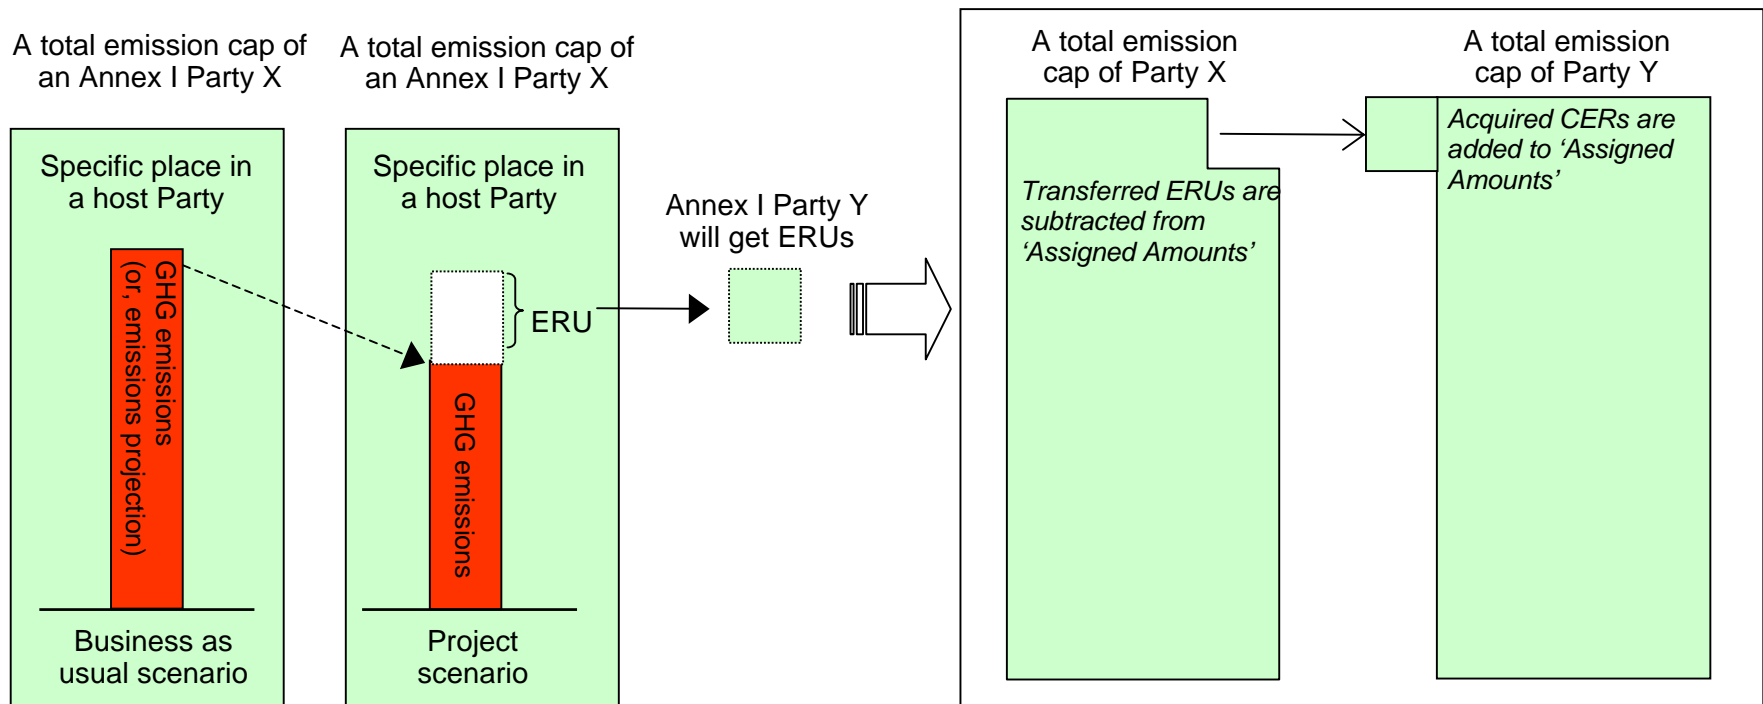 A total emission cap of
an Annex I Party X
Specific place in
a host Party
GHG emissions
(or, emissions projection)
Business as
usual scenario
A total emission cap of
an Annex I Party X
Specific place in
a host Party
ERU
GHG emissions
Project
scenario
Annex I Party Y
will get ERUs
A total emission
cap of Party X
Transferred ERUs are
subtracted from
‘Assigned Amounts’
A total emission
cap of Party Y
Acquired CERs are
added to ‘Assigned
Amounts’